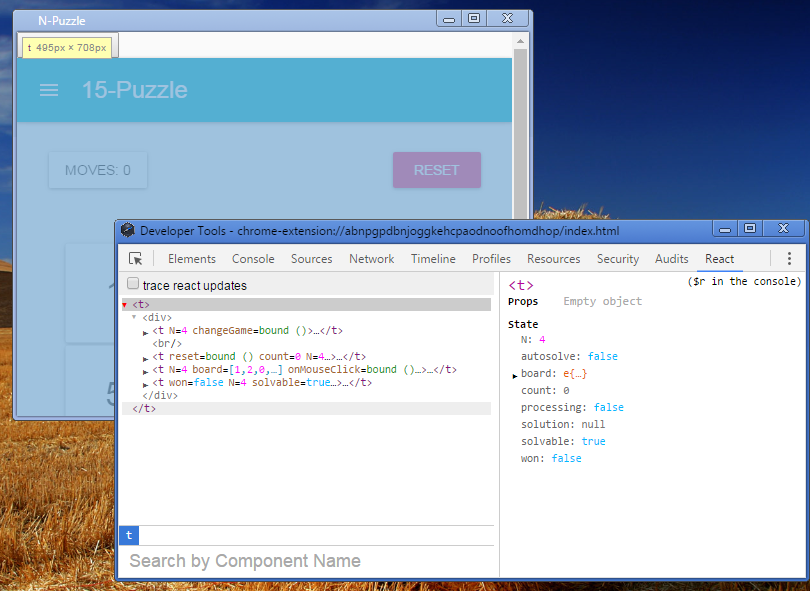 N-Puzzle
t 495px × 708px
15-Puzzle
MOVES: 0
RESET
Developer Tools - chrome-extension://abnpgpdbnjoggkehcpaodnoofhomdhop/index.html
Elements Console Sources Network Timeline Profiles Resources Security Audits React
trace react updates
<t>
<div>
<t N=4 changeGame=bound ()>…</t>
<br/>
<t reset=bound () count=0 N=4…>…</t>
<t N=4 board=[1,2,0,…] onMouseClick=bound ()…>…</t>
<t won=false N=4 solvable=true…>…</t>
</div>
</t>
t
Search by Component Name
<t>
($r in the console)
Props Empty object
State
N: 4
autosolve: false
board: e{…}
count: 0
processing: false
solution: null
solvable: true
won: false